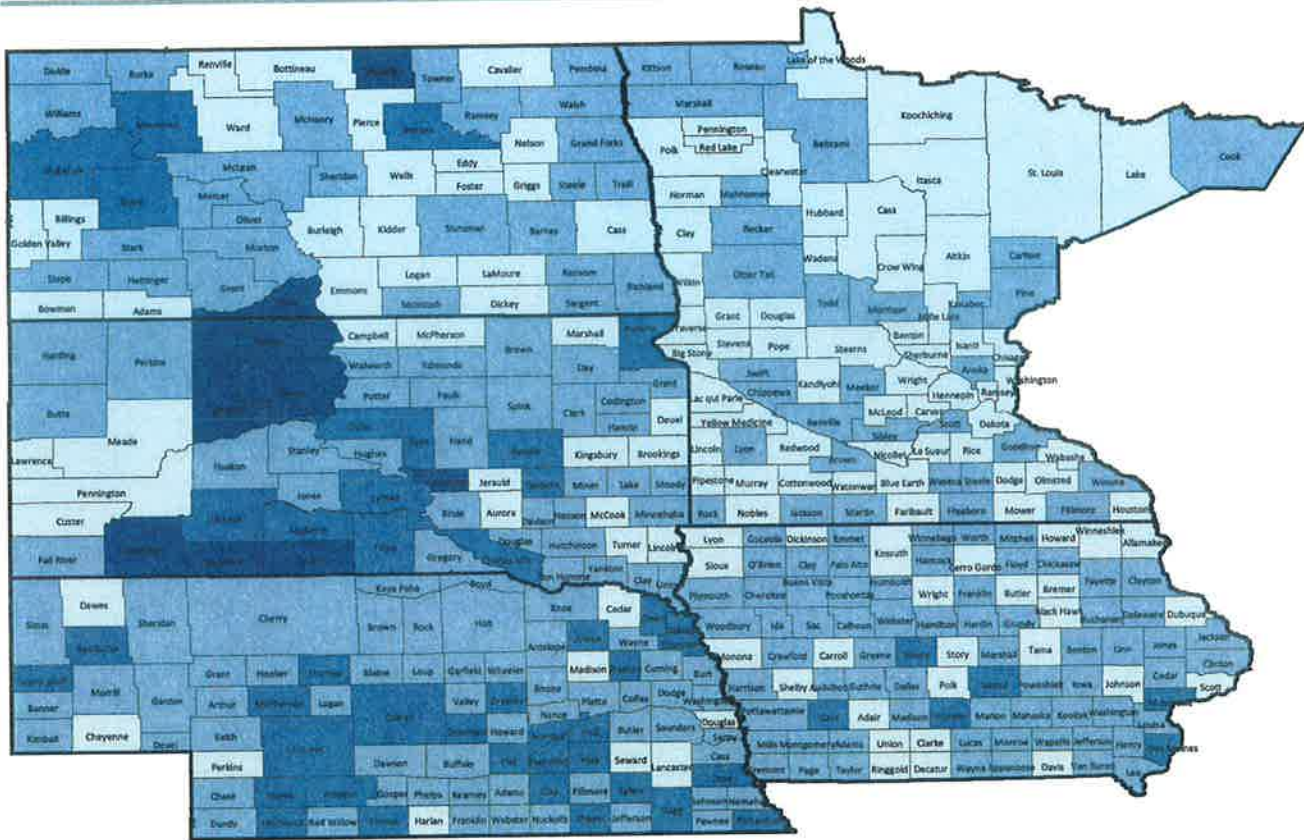 Divide
Burke
Renville
Bottineau
Towner
Cavalier
Pembina
Kittson
Roseau
Lake of the Woods
Williams
Ward
McHenry
Pierce
Ramsey
Walsh
Marshall
Koochiching
Pennington
Red Lake
Polk
Nelson
Grand Forks
Beltrami
Clearwater
St. Louis
Lake
Cook
McLean
Sheridan
Wells
Eddy
Foster
Griggs
Steele
Traill
Norman
Mahnomen
Itasca
Mercer
Oliver
Billings
Golden Valley
Burleigh
Kidder
Stutsman
Barnes
Cass
Clay
Becker
Hubbard
Cass
Stark
Morton
Wadena
Crow Wing
Aitkin
Carlton
Slope
Hettinger
Grant
Emmons
Logan
LaMoure
Ransom
Richland
Wilkin
Otter Tail
Bowman
Adams
McIntosh
Dickey
Sargent
Todd
Morrison
Mille Lacs
Kanabec
Pine
Harding
Perkins
Campbell
McPherson
Brown
Marshall
Traverse
Grant
Douglas
Walworth
Edmunds
Day
Big Stone
Stevens
Pope
Stearns
Benton
Sherburne
Isanti
Chisago
Butte
Potter
Faulk
Spink
Grant
Codington
Clark
Hamlin
Deuel
Swift
Chippewa
Kandiyohi
Meeker
Wright
Anoka
Washington
Hennepin
Ramsey
Meade
Lac qui Parle
Yellow Medicine
Renville
McLeod
Carver
Scott
Dakota
Sibley
Lawrence
Haakon
Stanley
Hughes
Hand
Kingsbury
Brookings
Lincoln
Lyon
Redwood
Brown
Nicollet
Le Sueur
Rice
Goodhue
Wabasha
Pennington
Jones
Jerauld
Miner
Lake
Moody
Pipestone
Murray
Cottonwood
Watonwan
Blue Earth
Waseca
Steele
Dodge
Olmsted
Winona
Custer
Lyman
Brule
Aurora
Davison
Hanson
McCook
Minnehaha
Rock
Nobles
Jackson
Martin
Faribault
Freeborn
Mower
Fillmore
Houston
Fall River
Tripp
Gregory
Douglas
Hutchinson
Turner
Lincoln
Yankton
Clay
Union
Lyon
Osceola
Dickinson
Emmet
Kossuth
Winnebago
Worth
Mitchell
Howard
Winneshiek
Allamakee
Sioux
O'Brien
Clay
Palo Alto
Hancock
Cerro Gordo
Floyd
Chickasaw
Plymouth
Cherokee
Buena Vista
Pocahontas
Humboldt
Wright
Franklin
Butler
Bremer
Fayette
Clayton
Woodbury
Ida
Sac
Calhoun
Webster
Hamilton
Hardin
Grundy
Black Hawk
Buchanan
Delaware
Dubuque
Monona
Crawford
Carroll
Greene
Story
Marshall
Tama
Benton
Linn
Jones
Jackson
Clinton
Harrison
Shelby
Audubon
Guthrie
Dallas
Polk
Poweshiek
Iowa
Johnson
Cedar
Scott
Pottawattamie
Cass
Adair
Madison
Marion
Mahaska
Keokuk
Washington
Mills
Montgomery
Adams
Union
Clarke
Lucas
Monroe
Wapello
Jefferson
Henry
Page
Taylor
Ringgold
Decatur
Wayne
Appanoose
Davis
Van Buren
Lee
Sioux
Dawes
Sheridan
Cherry
Keya Paha
Boyd
Brown
Rock
Holt
Knox
Cedar
Antelope
Wayne
Banner
Morrill
Garden
Grant
Hooker
Blaine
Loup
Garfield
Wheeler
Boone
Madison
Cuming
Burt
Kimball
Cheyenne
Deuel
Arthur
McPherson
Logan
Valley
Nance
Platte
Colfax
Dodge
Washington
Keith
Howard
Butler
Saunders
Douglas
Sarpy
Perkins
Dawson
Buffalo
Seward
Lancaster
Cass
Chase
Gosper
Phelps
Kearney
Adams
Fillmore
Johnson
Nemaha
Dundy
Red Willow
Harlan
Franklin
Webster
Nuckolls
Jefferson
Pawnee